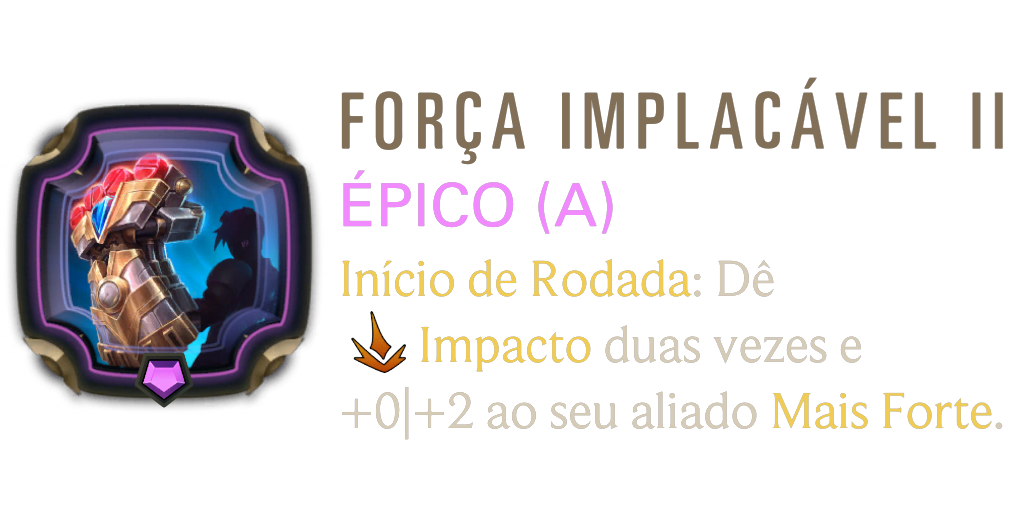 FORÇA IMPLACÁVEL II
ÉPICO (A)
Início de Rodada: Dê
Impacto duas vezes e
+0|+2 ao seu aliado Mais Forte.